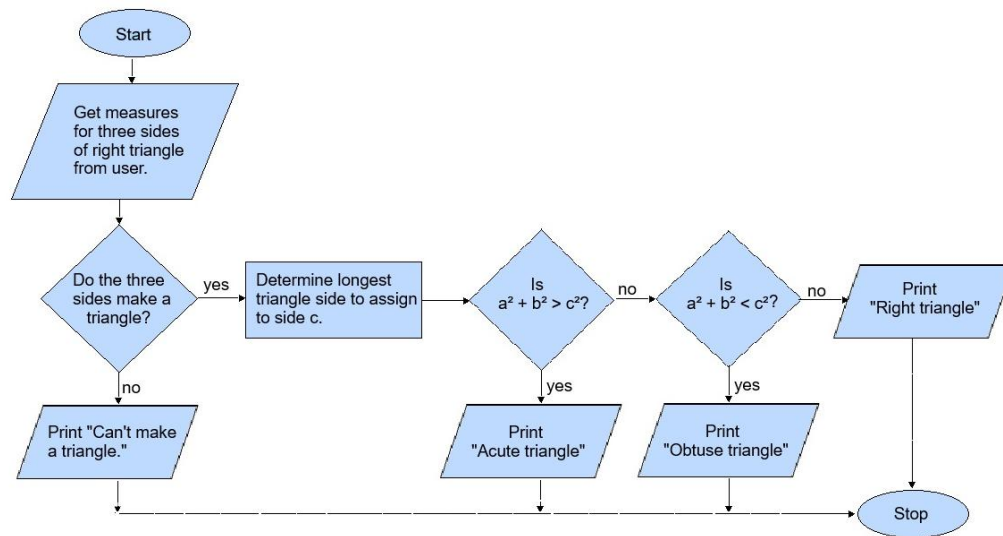 Start
Get measures
for three sides
of right triangle
from user.
Do the three
sides make a
triangle?
yes
Determine longest
triangle side to assign
to side c.
Is
a² + b² > c²?
no
Is
a² + b² < c²?
no
Print
"Right triangle"
no
yes
yes
Print "Can't make
a triangle."
Print
"Acute triangle"
Print
"Obtuse triangle"
Stop